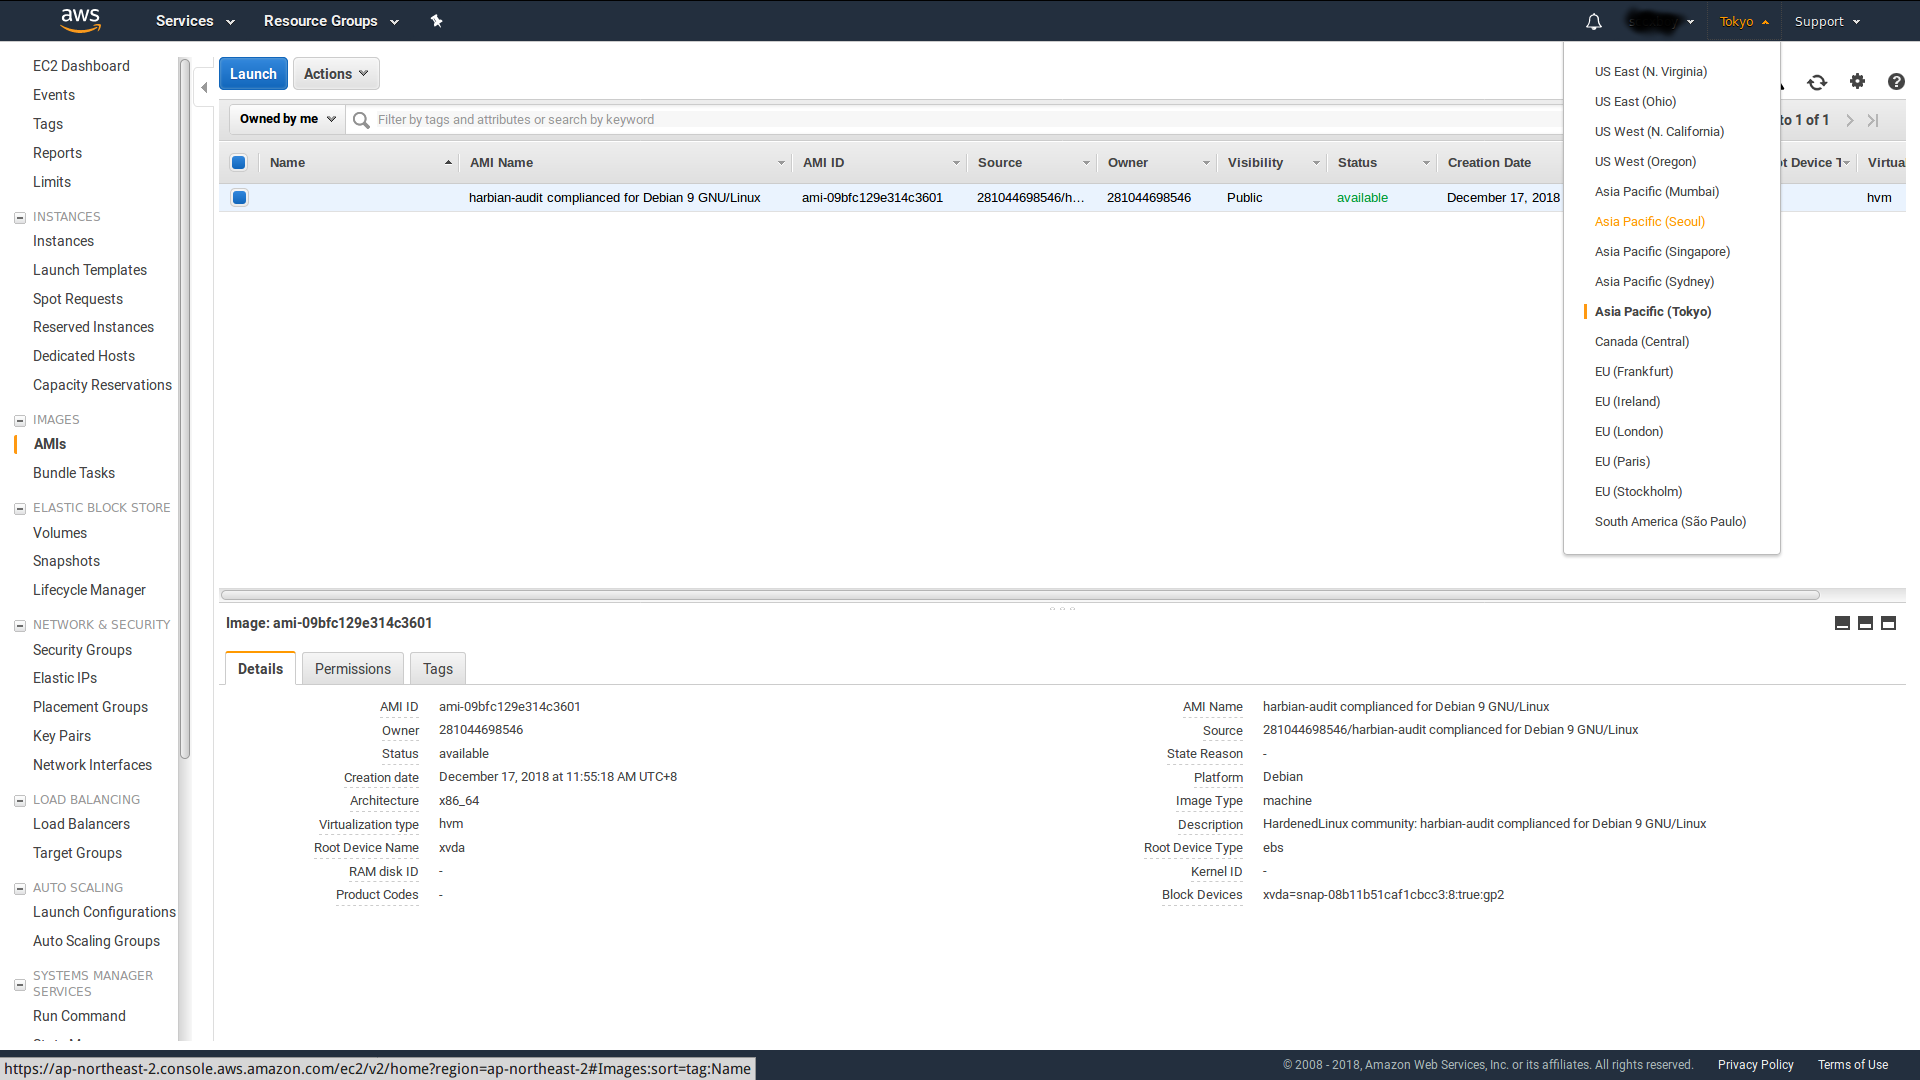 aws Services Resource Groups Tokyo Support
EC2 Dashboard
Events
Tags
Reports
Limits
INSTANCES
Instances
Launch Templates
Spot Requests
Reserved Instances
Dedicated Hosts
Capacity Reservations
IMAGES
AMIs
Bundle Tasks
ELASTIC BLOCK STORE
Volumes
Snapshots
Lifecycle Manager
NETWORK & SECURITY
Security Groups
Elastic IPs
Placement Groups
Key Pairs
Network Interfaces
LOAD BALANCING
Load Balancers
Target Groups
AUTO SCALING
Launch Configurations
Auto Scaling Groups
SYSTEMS MANAGER
SERVICES
Run Command
Launch Actions
Owned by me Filter by tags and attributes or search by keyword to 1 of 1
Name AMI Name AMI ID Source Owner Visibility Status Creation Date t Device T Virtua
harbian-audit complianced for Debian 9 GNU/Linux ami-09bfc129e314c3601 281044698546/h... 281044698546 Public available December 17, 2018 hvm
US East (N. Virginia)
US East (Ohio)
US West (N. California)
US West (Oregon)
Asia Pacific (Mumbai)
Asia Pacific (Seoul)
Asia Pacific (Singapore)
Asia Pacific (Sydney)
Asia Pacific (Tokyo)
Canada (Central)
EU (Frankfurt)
EU (Ireland)
EU (London)
EU (Paris)
EU (Stockholm)
South America (São Paulo)
Image: ami-09bfc129e314c3601
Details Permissions Tags
AMI ID ami-09bfc129e314c3601
Owner 281044698546
Status available
Creation date December 17, 2018 at 11:55:18 AM UTC+8
Architecture x86_64
Virtualization type hvm
Root Device Name xvda
RAM disk ID -
Product Codes -
AMI Name harbian-audit complianced for Debian 9 GNU/Linux
Source 281044698546/harbian-audit complianced for Debian 9 GNU/Linux
State Reason -
Platform Debian
Image Type machine
Description HardenedLinux community: harbian-audit complianced for Debian 9 GNU/Linux
Root Device Type ebs
Kernel ID -
Block Devices xvda=snap-08b11b51caf1cbcc3:8:true:gp2
https://ap-northeast-2.console.aws.amazon.com/ec2/v2/home?region=ap-northeast-2#Images:sort=tag:Name
© 2008 - 2018, Amazon Web Services, Inc. or its affiliates. All rights reserved. Privacy Policy Terms of Use